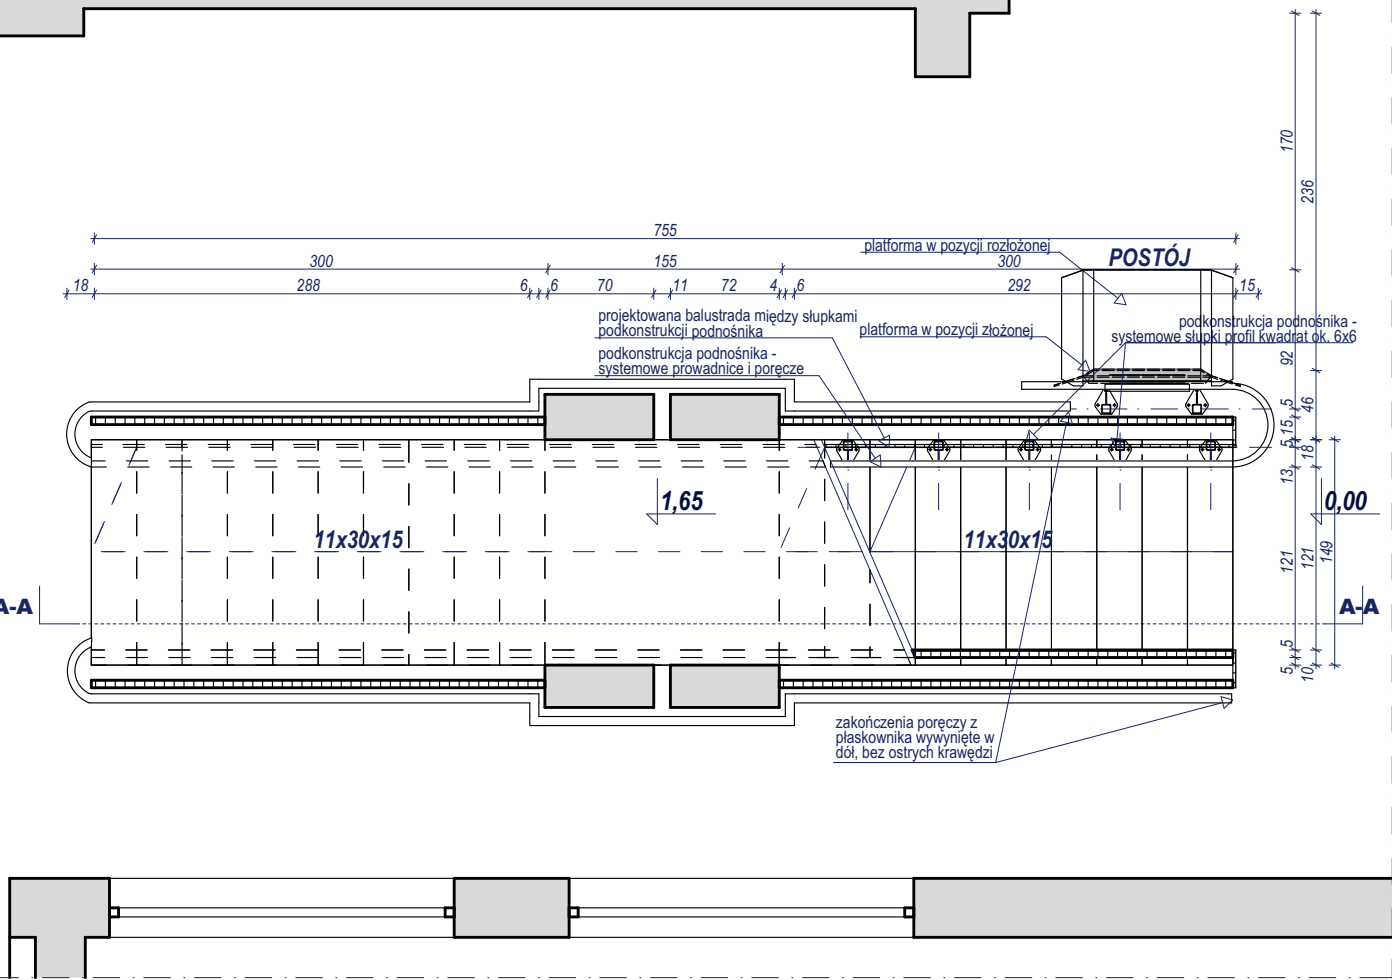 170
236
755
platforma w pozycji rozłożonej
POSTÓJ
300
155
300
18
288
6
6
70
11
72
4
6
292
15
projektowana balustrada między słupkami
podkonstrukcji podnośnika
platforma w pozycji złożonej
podkonstrukcja podnośnika -
systemowe słupki profil kwadrat ok. 6x6
podkonstrukcja podnośnika -
systemowe prowadnice i poręcze
92
5
46
15
5
18
13
1,65
0,00
11x30x15
11x30x15
121
121
149
A-A
A-A
5
5
10
zakończenia poręczy z
płaskownika wywynięte w
dół, bez ostrych krawędzi